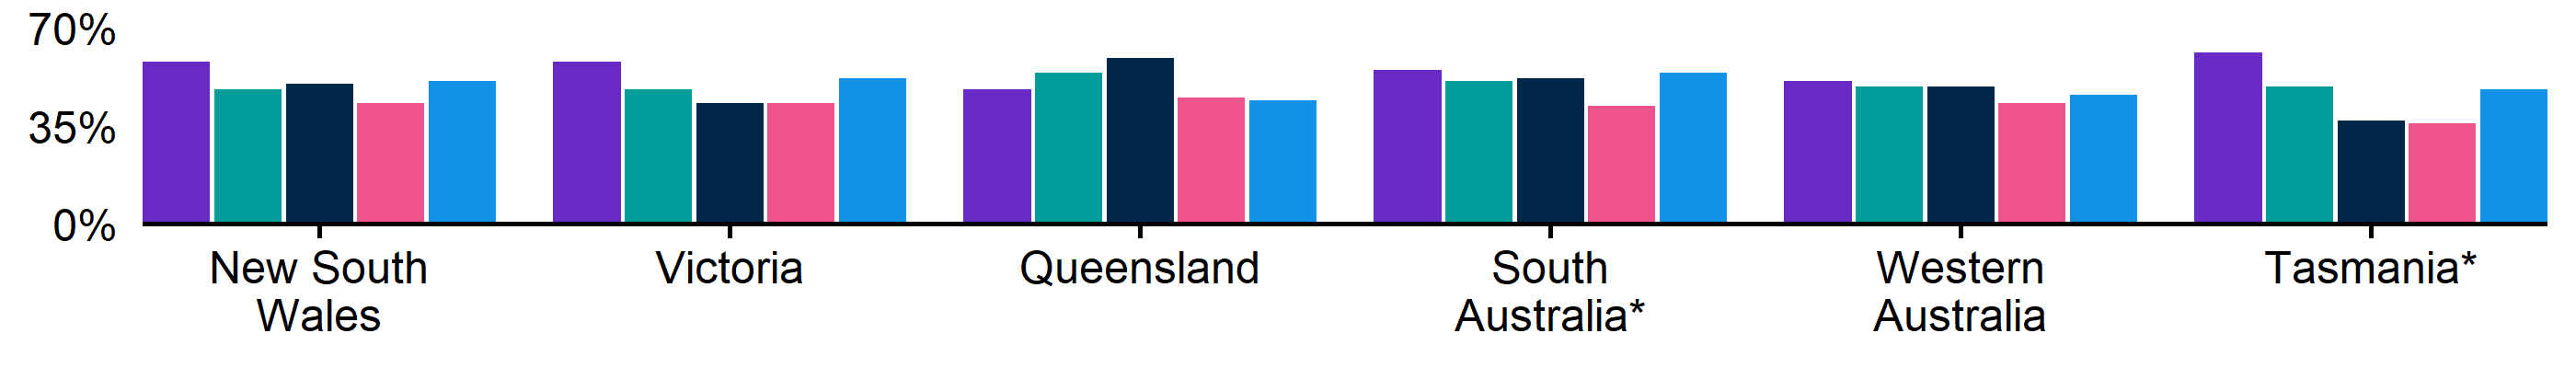 70%
35%
0%
New South
Wales
Victoria
Queensland
South
Australia*
Western
Australia
Tasmania*